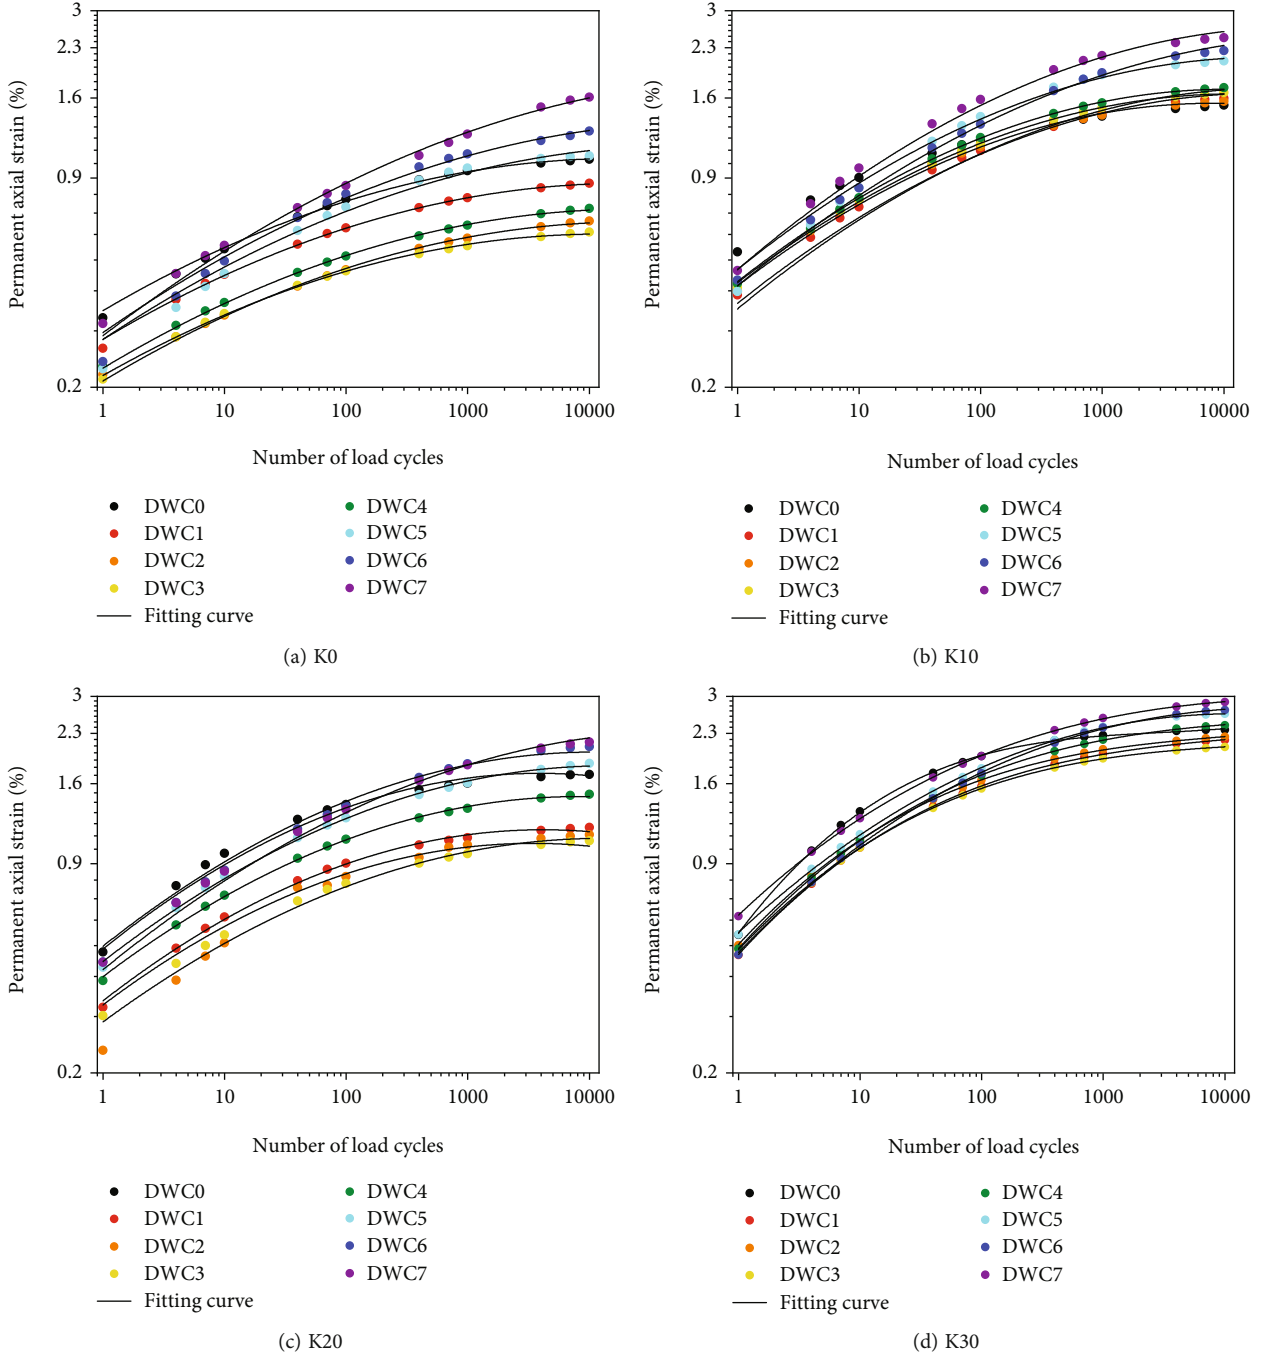 3
2.3
1.6
0.9
0.2
Permanent axial strain (%)
1 10 100 1000 10000
Number of load cycles
DWC0 DWC4
DWC1 DWC5
DWC2 DWC6
DWC3 DWC7
Fitting curve
(a) K0
3
2.3
1.6
0.9
0.2
Permanent axial strain (%)
1 10 100 1000 10000
Number of load cycles
DWC0 DWC4
DWC1 DWC5
DWC2 DWC6
DWC3 DWC7
Fitting curve
(b) K10
3
2.3
1.6
0.9
0.2
Permanent axial strain (%)
1 10 100 1000 10000
Number of load cycles
DWC0 DWC4
DWC1 DWC5
DWC2 DWC6
DWC3 DWC7
Fitting curve
(c) K20
3
2.3
1.6
0.9
0.2
Permanent axial strain (%)
1 10 100 1000 10000
Number of load cycles
DWC0 DWC4
DWC1 DWC5
DWC2 DWC6
DWC3 DWC7
Fitting curve
(d) K30